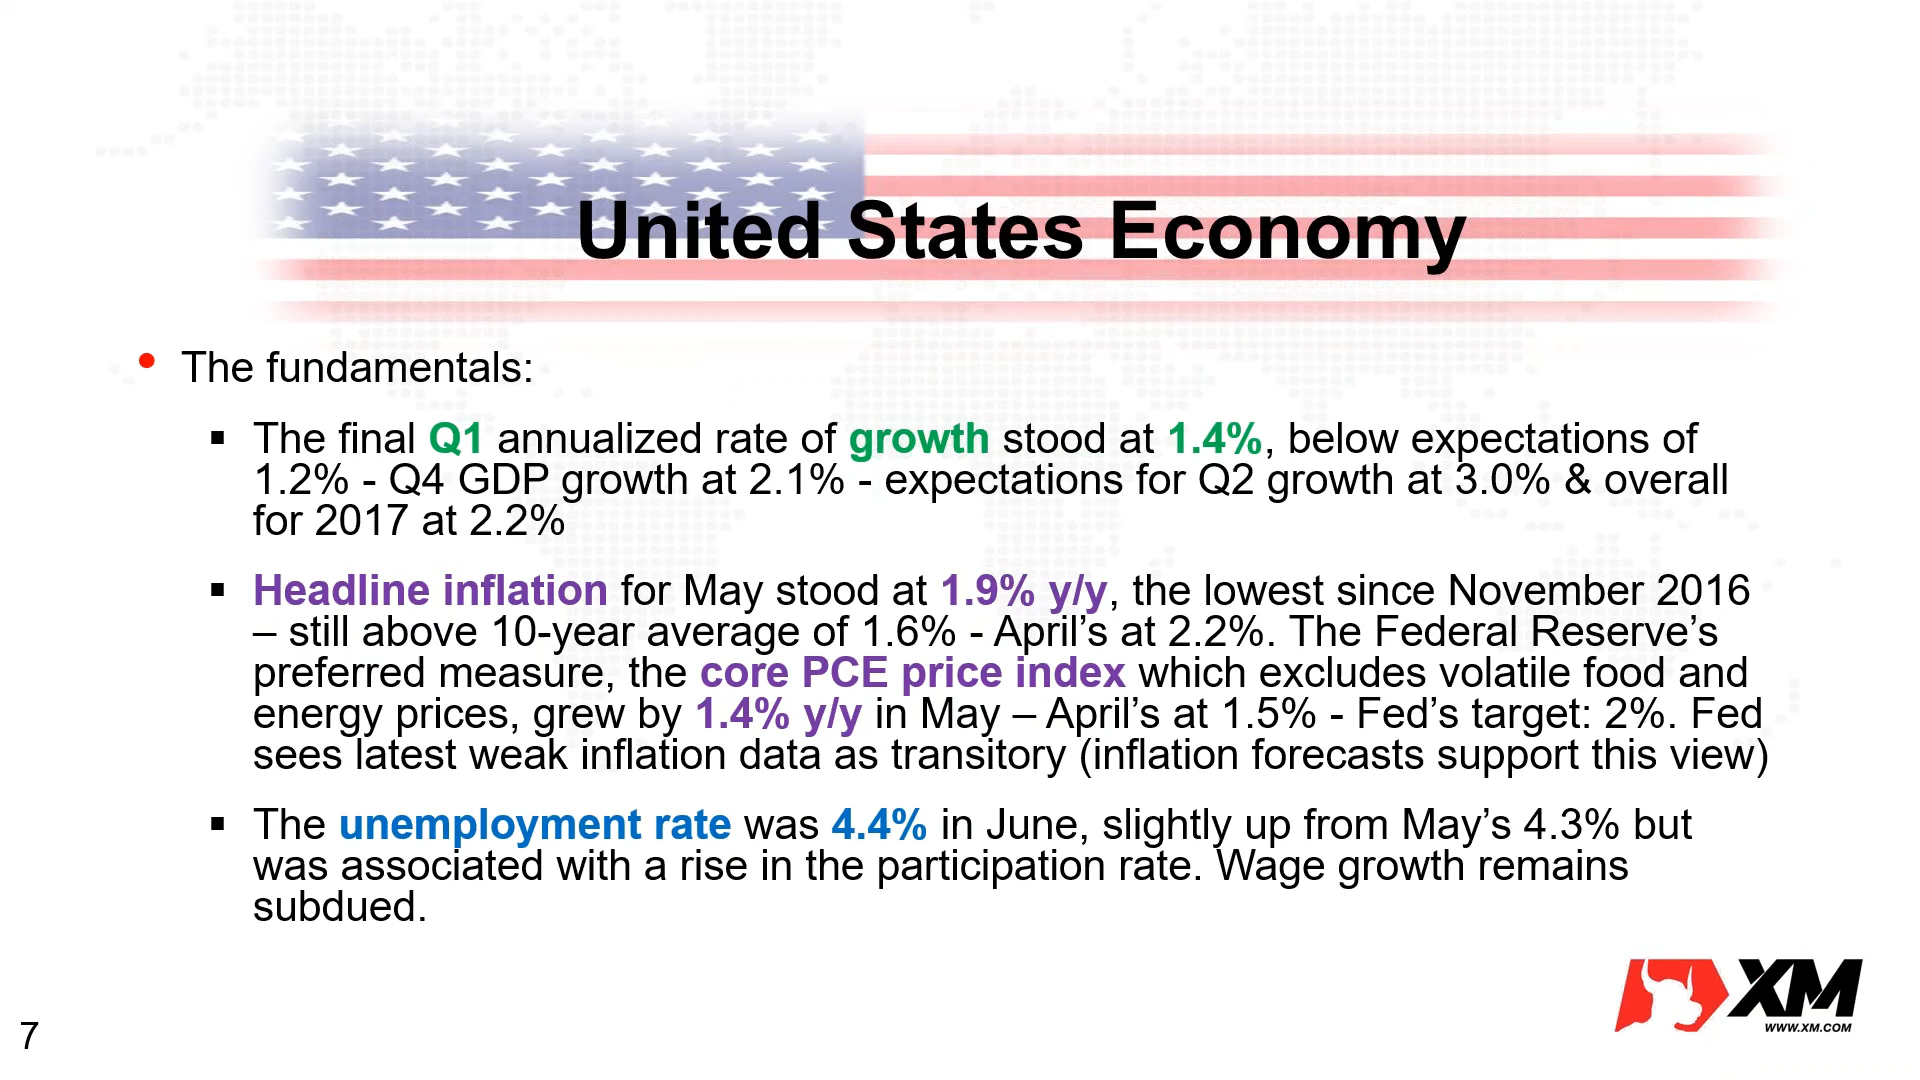 United States Economy
• The fundamentals:
▪ The final Q1 annualized rate of growth stood at 1.4%, below expectations of
1.2% - Q4 GDP growth at 2.1% - expectations for Q2 growth at 3.0% & overall
for 2017 at 2.2%
▪ Headline inflation for May stood at 1.9% y/y, the lowest since November 2016
– still above 10-year average of 1.6% - April’s at 2.2%. The Federal Reserve’s
preferred measure, the core PCE price index which excludes volatile food and
energy prices, grew by 1.4% y/y in May – April’s at 1.5% - Fed’s target: 2%. Fed
sees latest weak inflation data as transitory (inflation forecasts support this view)
▪ The unemployment rate was 4.4% in June, slightly up from May’s 4.3% but
was associated with a rise in the participation rate. Wage growth remains
subdued.
XM
WWW.XM.COM
7